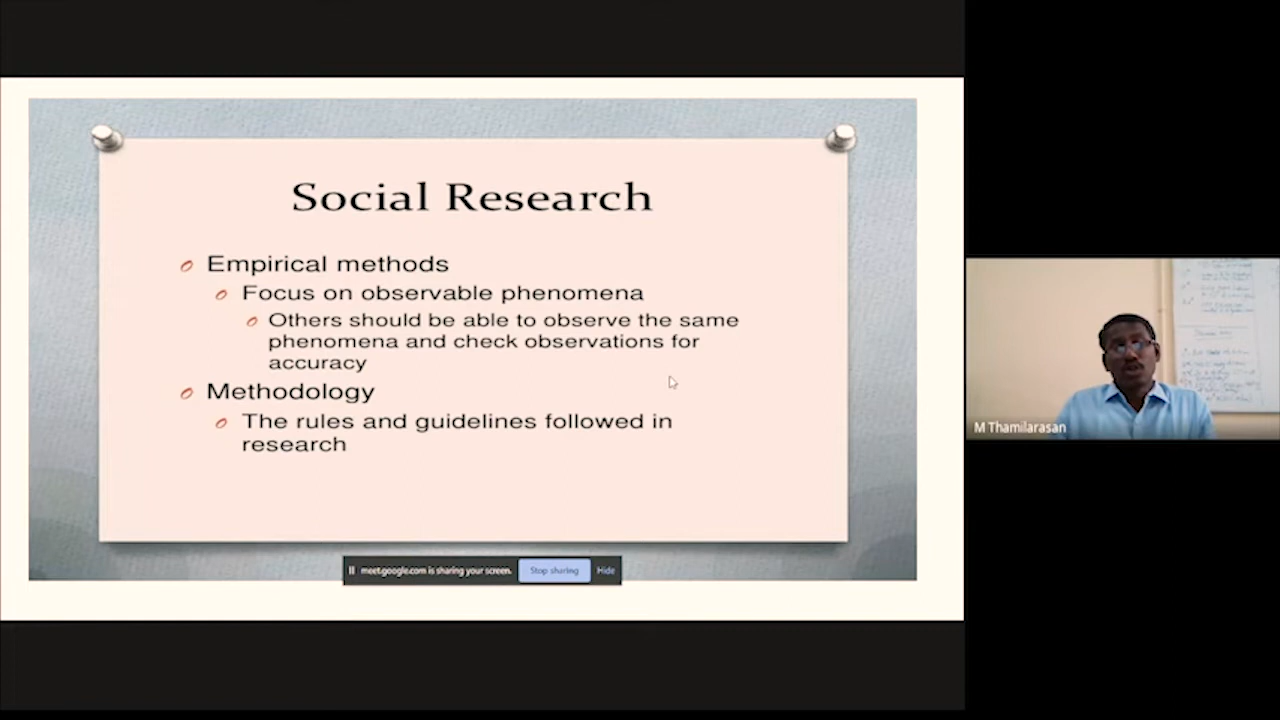 Social Research
Empirical methods
Focus on observable phenomena
Others should be able to observe the same
phenomena and check observations for
accuracy
Methodology
The rules and guidelines followed in
research
meet.google.com is sharing your screen.
Stop sharing
Hide
M Thamilarasan